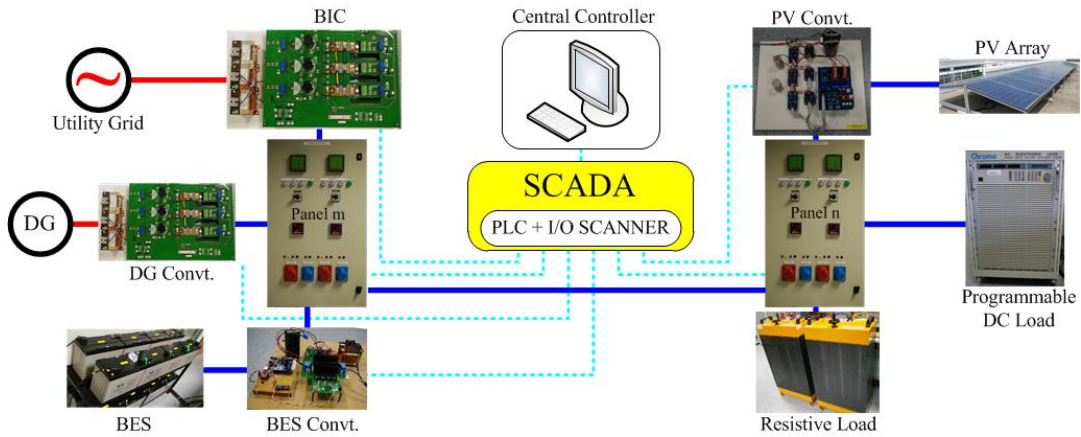 BIC
Central Controller
PV Convt.
PV Array
Utility Grid
SCADA
PLC + I/O SCANNER
Panel m
Panel n
Chroma
DG
DG Convt.
Programmable
DC Load
BES
BES Convt.
Resistive Load